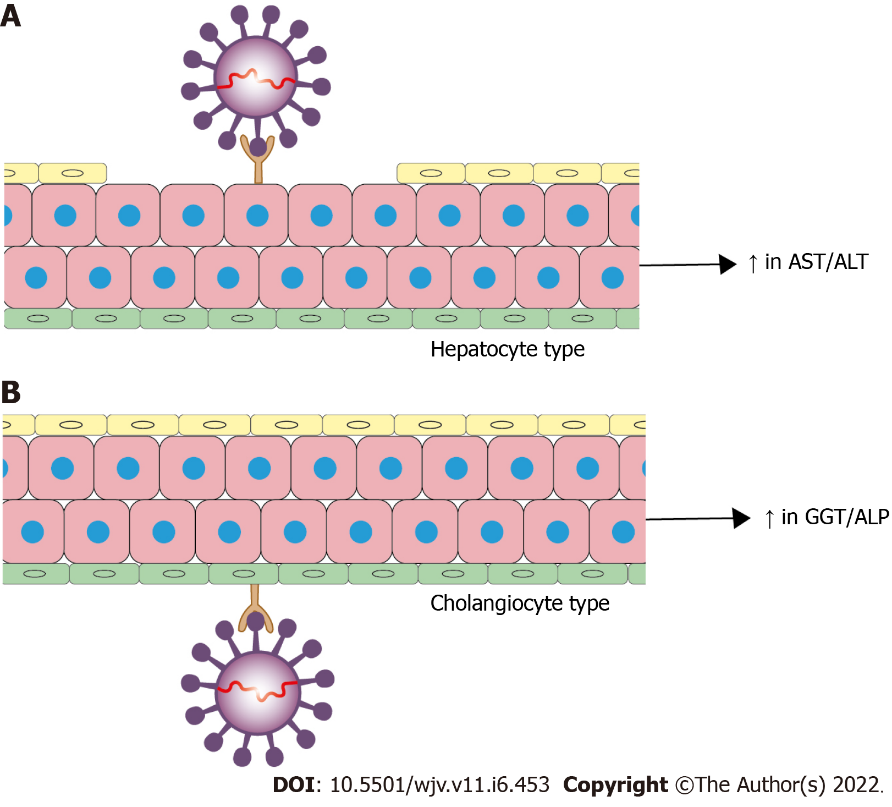 A
↑ in AST/ALT
Hepatocyte type
B
↑ in GGT/ALP
Cholangiocyte type
DOI: 10.5501/wjv.v11.i6.453 Copyright ©The Author(s) 2022.